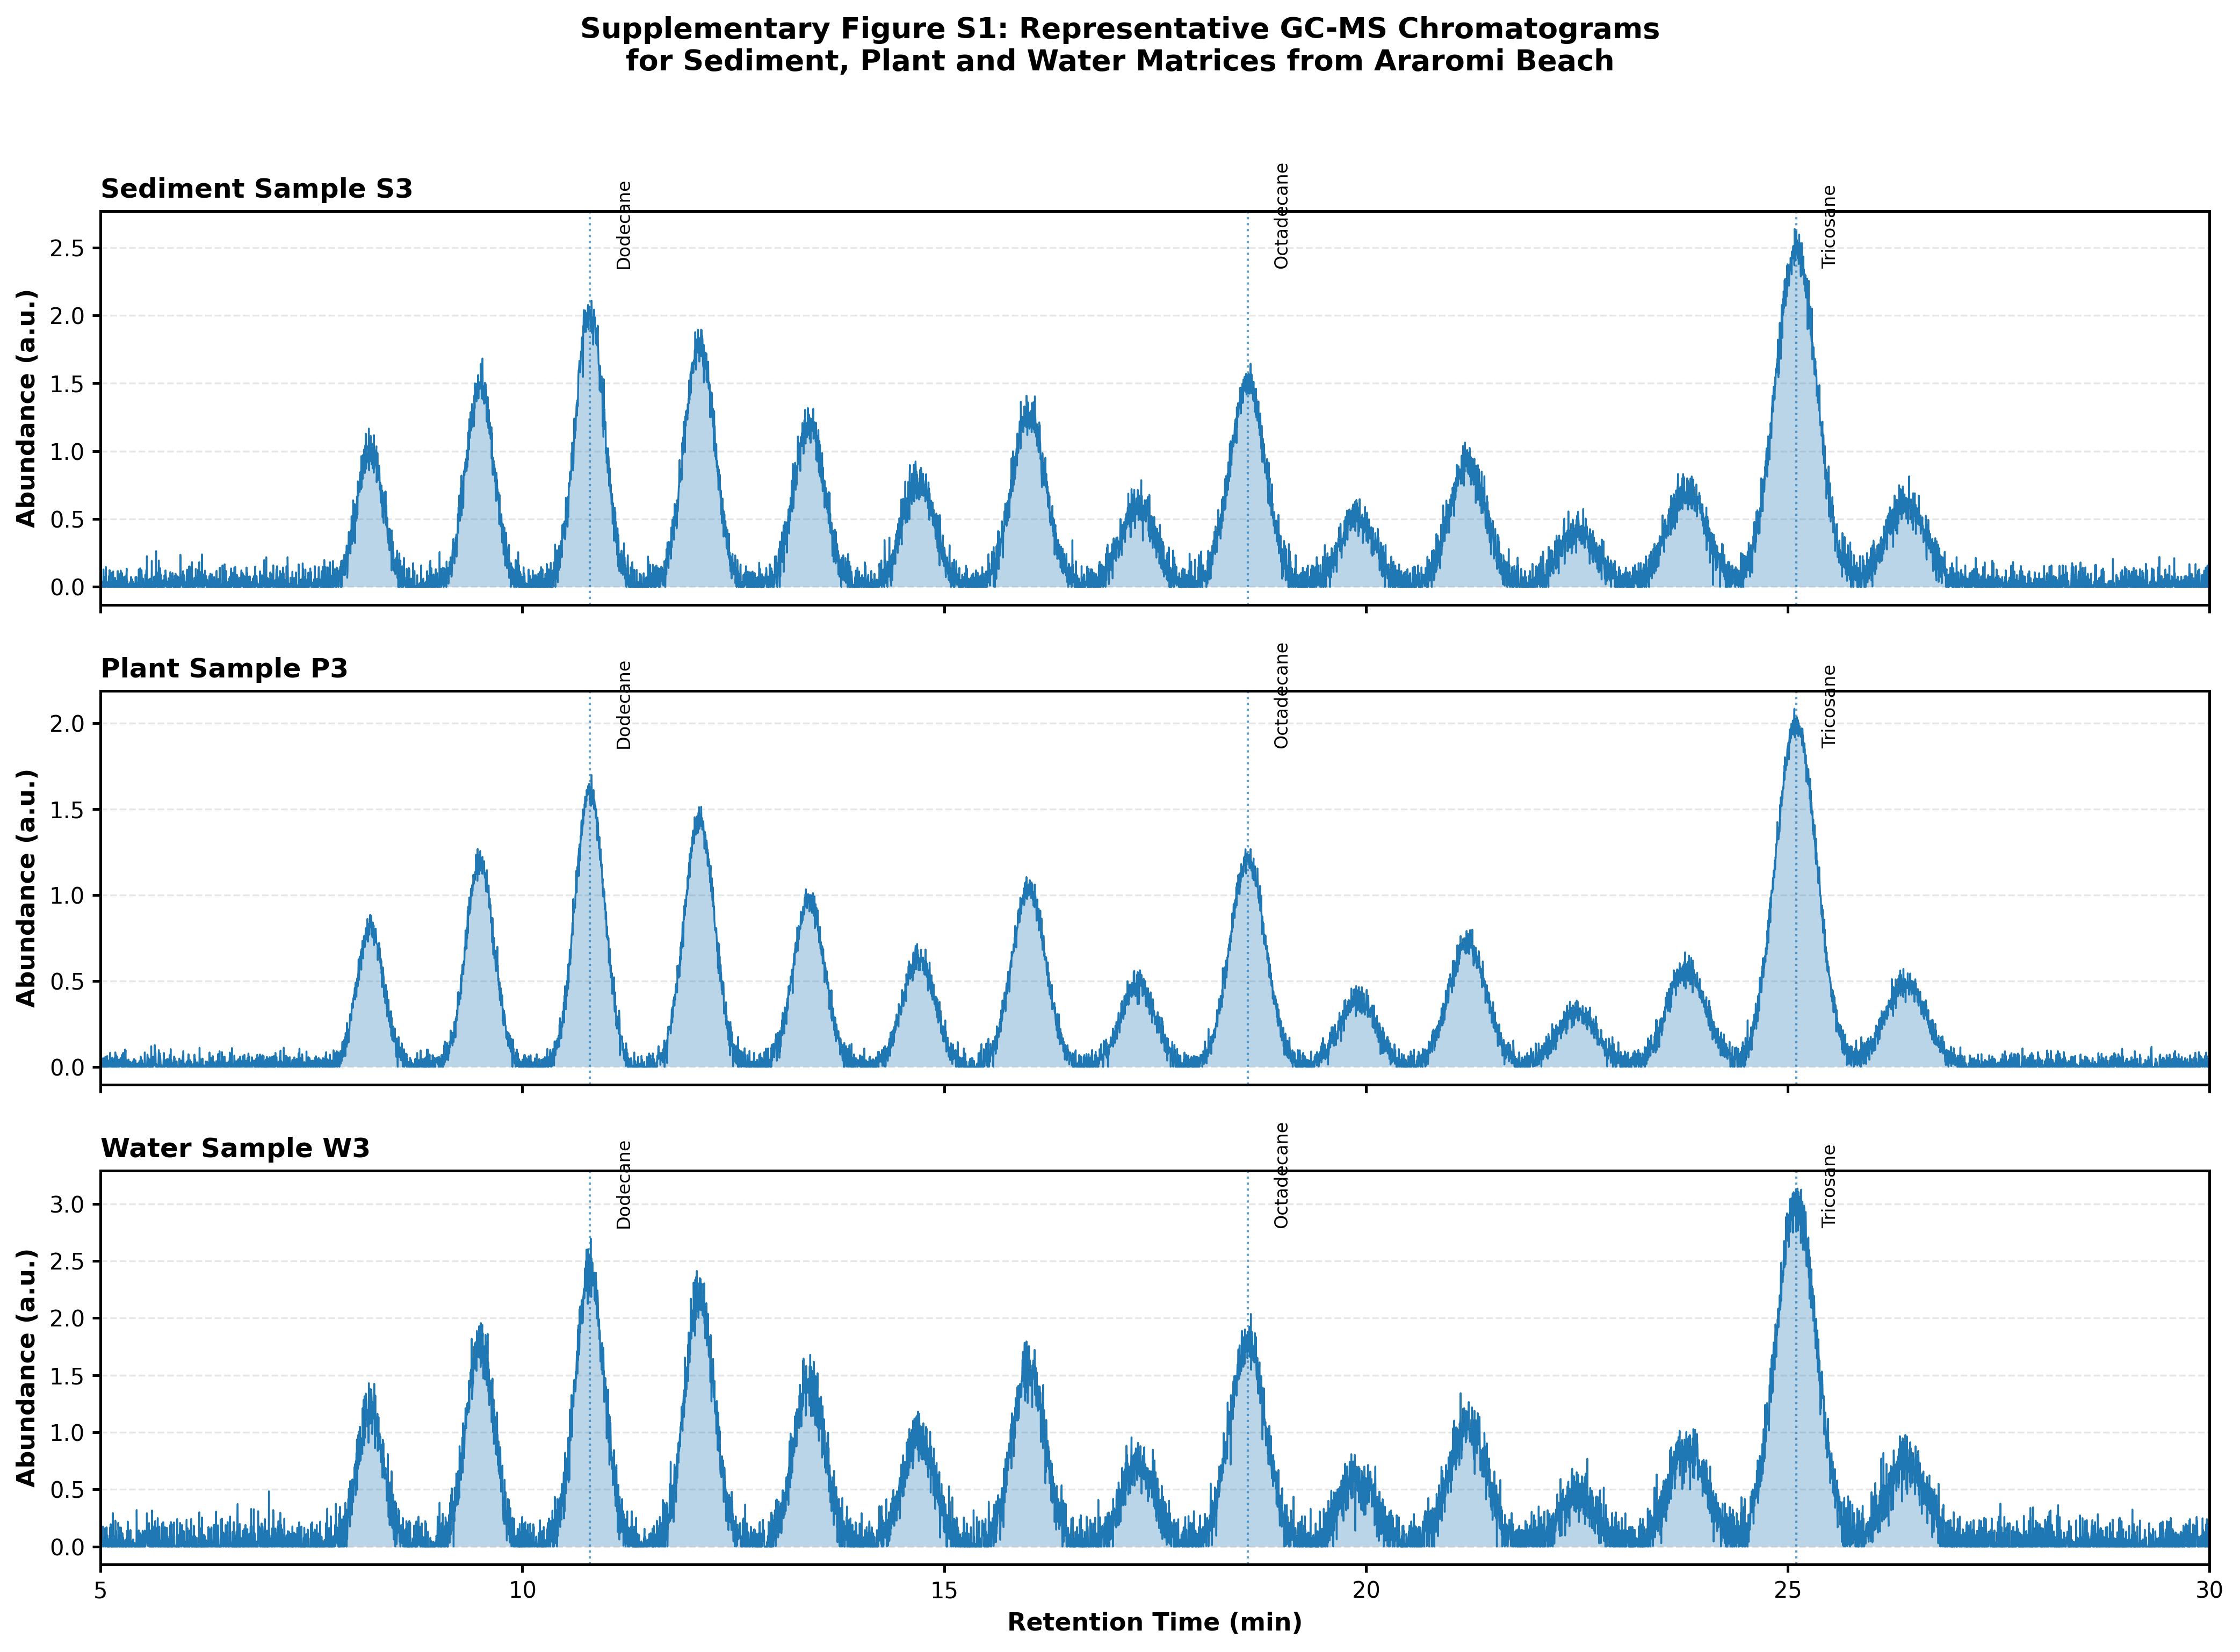 Supplementary Figure S1: Representative GC-MS Chromatograms
for Sediment, Plant and Water Matrices from Araromi Beach
Sediment Sample S3
Abundance (a.u.)
2.5
2.0
1.5
1.0
0.5
0.0
Dodecane
Octadecane
Tricosane
Plant Sample P3
Abundance (a.u.)
2.0
1.5
1.0
0.5
0.0
Dodecane
Octadecane
Tricosane
Water Sample W3
Abundance (a.u.)
3.0
2.5
2.0
1.5
1.0
0.5
0.0
Dodecane
Octadecane
Tricosane
5 10 15 20 25 30
Retention Time (min)